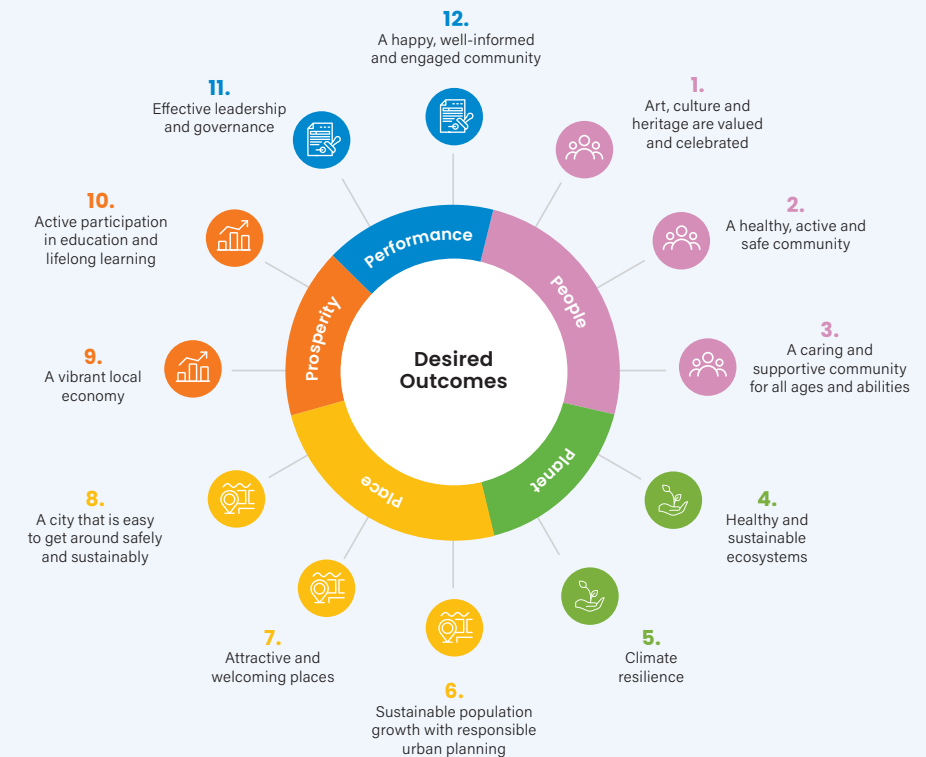 12.
A happy, well-informed
and engaged community
1.
Art, culture and
heritage are valued
and celebrated
2.
A healthy, active and
safe community
3.
A caring and
supportive community
for all ages and abilities
4.
Healthy and
sustainable
ecosystems
5.
Climate
resilience
6.
Sustainable population
growth with responsible
urban planning
7.
Attractive and
welcoming places
8.
A city that is easy
to get around safely
and sustainably
9.
A vibrant local
economy
10.
Active participation
in education and
lifelong learning
11.
Effective leadership
and governance
Performance
People
Planet
Place
Prosperity
Desired
Outcomes